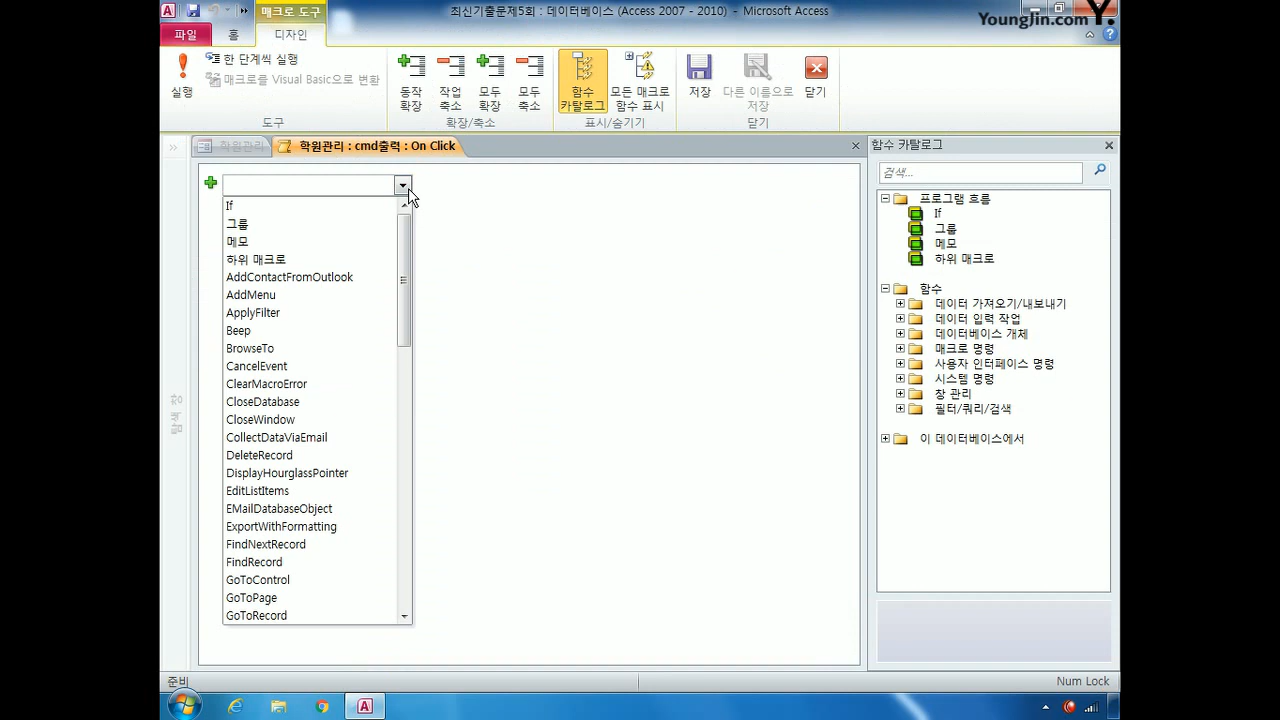 매크로 도구
최신기출문제5회 : 데이터베이스 (Access 2007 - 2010) - Microsoft Access
YoungJin.com Y.
파일
홈
디자인
실행
한 단계씩 실행
매크로를 Visual Basic으로 변환
도구
동작 확장
작업 축소
모두 확장
모두 축소
확장/축소
함수 카탈로그
모든 매크로 함수 표시
표시/숨기기
저장
다른 이름으로 저장
닫기
닫기
학원관리
학원관리 : cmd출력 : On Click
If
그룹
메모
하위 매크로
AddContactFromOutlook
AddMenu
ApplyFilter
Beep
BrowseTo
CancelEvent
ClearMacroError
CloseDatabase
CloseWindow
CollectDataViaEmail
DeleteRecord
DisplayHourglassPointer
EditListItems
EMailDatabaseObject
ExportWithFormatting
FindNextRecord
FindRecord
GoToControl
GoToPage
GoToRecord
탐색 창
함수 카탈로그
검색...
프로그램 흐름
If
그룹
메모
하위 매크로
함수
데이터 가져오기/내보내기
데이터 입력 작업
데이터베이스 개체
매크로 명령
사용자 인터페이스 명령
시스템 명령
창 관리
필터/쿼리/검색
이 데이터베이스에서
준비
Num Lock